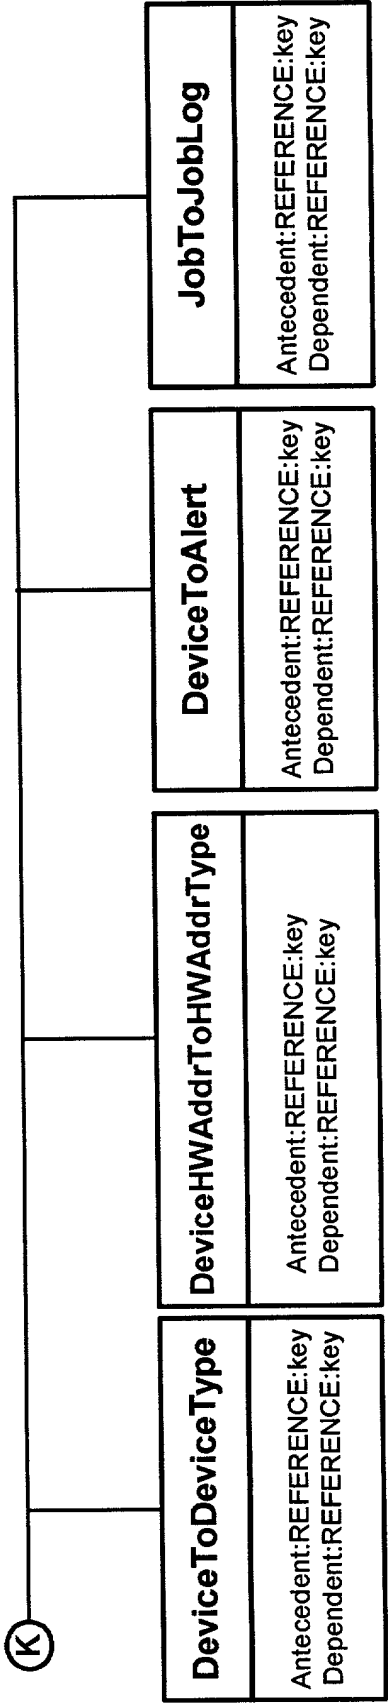 K
DeviceToDeviceType
Antecedent:REFERENCE:key
Dependent:REFERENCE:key
DeviceHWAddrToHWAddrType
Antecedent:REFERENCE:key
Dependent:REFERENCE:key
DeviceToAlert
Antecedent:REFERENCE:key
Dependent:REFERENCE:key
JobToJobLog
Antecedent:REFERENCE:key
Dependent:REFERENCE:key